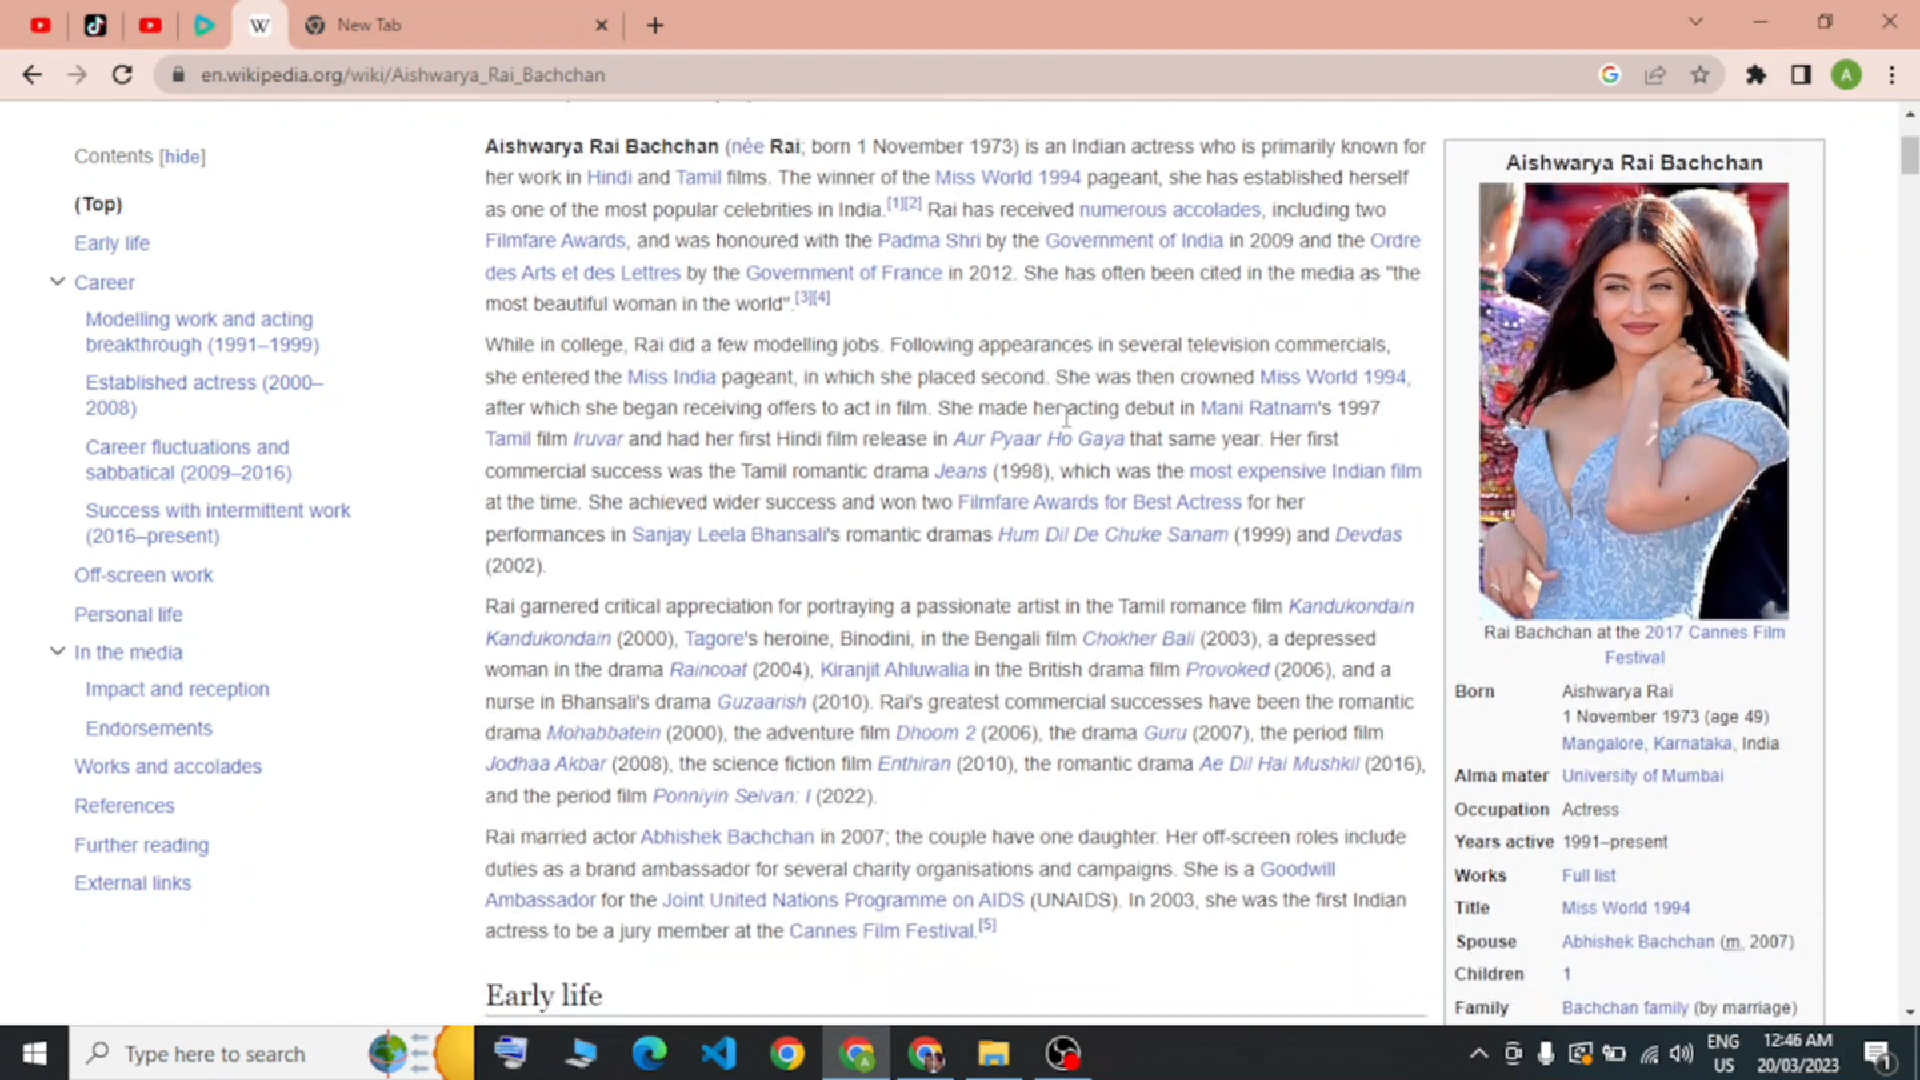 New Tab
en.wikipedia.org/wiki/Aishwarya_Rai_Bachchan
Contents [hide]
(Top)
Early life
Career
Modelling work and acting
breakthrough (1991–1999)
Established actress (2000–
2008)
Career fluctuations and
sabbatical (2009–2016)
Success with intermittent work
(2016–present)
Off-screen work
Personal life
In the media
Impact and reception
Endorsements
Works and accolades
References
Further reading
External links
Aishwarya Rai Bachchan (née Rai; born 1 November 1973) is an Indian actress who is primarily known for
her work in Hindi and Tamil films. The winner of the Miss World 1994 pageant, she has established herself
as one of the most popular celebrities in India.[1][2] Rai has received numerous accolades, including two
Filmfare Awards, and was honoured with the Padma Shri by the Government of India in 2009 and the Ordre
des Arts et des Lettres by the Government of France in 2012. She has often been cited in the media as "the
most beautiful woman in the world".[3][4]
While in college, Rai did a few modelling jobs. Following appearances in several television commercials,
she entered the Miss India pageant, in which she placed second. She was then crowned Miss World 1994,
after which she began receiving offers to act in film. She made her acting debut in Mani Ratnam's 1997
Tamil film Iruvar and had her first Hindi film release in Aur Pyaar Ho Gaya that same year. Her first
commercial success was the Tamil romantic drama Jeans (1998), which was the most expensive Indian film
at the time. She achieved wider success and won two Filmfare Awards for Best Actress for her
performances in Sanjay Leela Bhansali's romantic dramas Hum Dil De Chuke Sanam (1999) and Devdas
(2002).
Rai garnered critical appreciation for portraying a passionate artist in the Tamil romance film Kandukondain
Kandukondain (2000), Tagore's heroine, Binodini, in the Bengali film Chokher Bali (2003), a depressed
woman in the drama Raincoat (2004), Kiranjit Ahluwalia in the British drama film Provoked (2006), and a
nurse in Bhansali's drama Guzaarish (2010). Rai's greatest commercial successes have been the romantic
drama Mohabbatein (2000), the adventure film Dhoom 2 (2006), the drama Guru (2007), the period film
Jodhaa Akbar (2008), the science fiction film Enthiran (2010), the romantic drama Ae Dil Hai Mushkil (2016),
and the period film Ponniyin Selvan: I (2022).
Rai married actor Abhishek Bachchan in 2007; the couple have one daughter. Her off-screen roles include
duties as a brand ambassador for several charity organisations and campaigns. She is a Goodwill
Ambassador for the Joint United Nations Programme on AIDS (UNAIDS). In 2003, she was the first Indian
actress to be a jury member at the Cannes Film Festival.[5]
Early life
Aishwarya Rai Bachchan
Rai Bachchan at the 2017 Cannes Film
Festival
Born Aishwarya Rai
1 November 1973 (age 49)
Mangalore, Karnataka, India
Alma mater University of Mumbai
Occupation Actress
Years active 1991–present
Works Full list
Title Miss World 1994
Spouse Abhishek Bachchan (m. 2007)
Children 1
Family Bachchan family (by marriage)
Type here to search
ENG
US
12:46 AM
20/03/2023
1